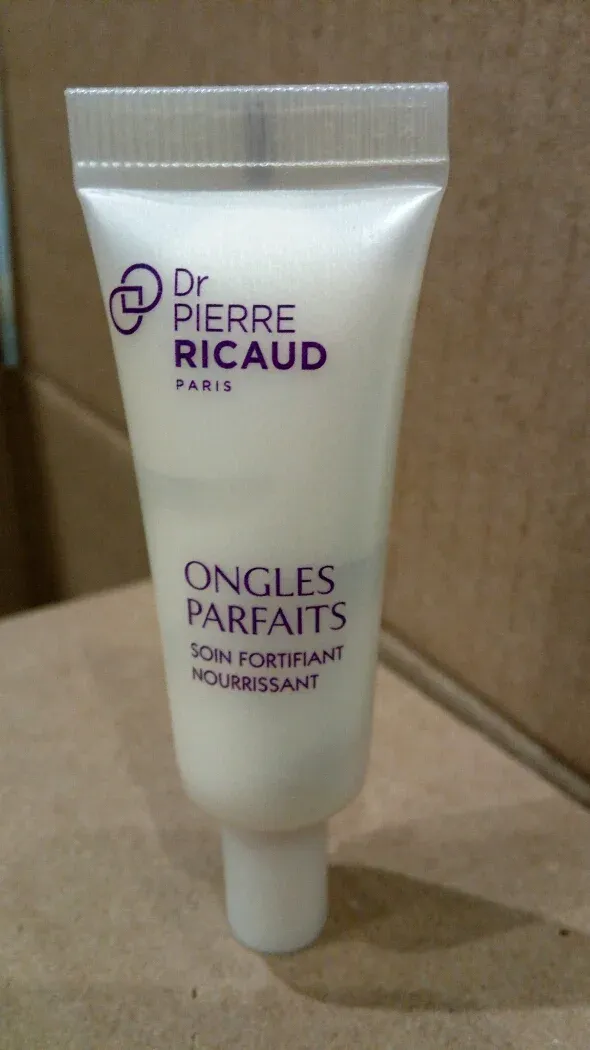 Dr
PIERRE
RICAUD
PARIS
ONGLES
PARFAITS
SOIN FORTIFIANT
NOURRISSANT